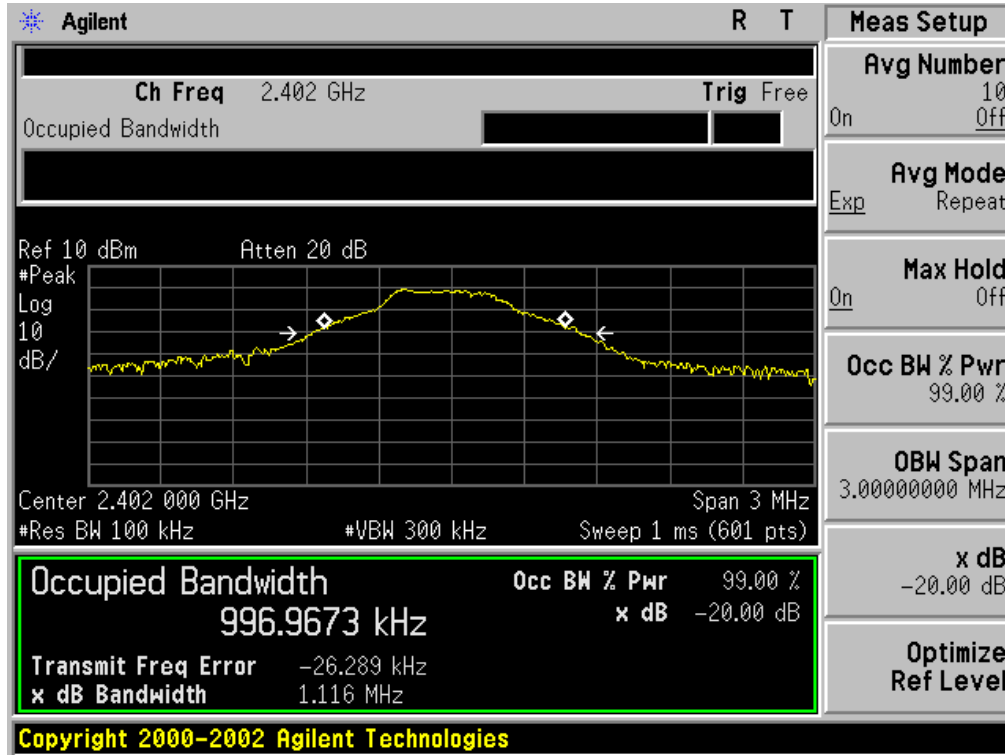 Agilent R T
Ch Freq 2.402 GHz Trig Free
Occupied Bandwidth
Ref 10 dBm Atten 20 dB
#Peak
Log
10
dB/
Center 2.402 000 GHz Span 3 MHz
#Res BW 100 kHz #VBW 300 kHz Sweep 1 ms (601 pts)
Occupied Bandwidth
996.9673 kHz
Occ BW % Pwr 99.00 %
x dB -20.00 dB
Transmit Freq Error -26.289 kHz
x dB Bandwidth 1.116 MHz
Copyright 2000-2002 Agilent Technologies
Meas Setup
Avg Number
10
On Off
Avg Mode
Exp Repeat
Max Hold
On Off
Occ BW % Pwr
99.00 %
OBW Span
3.00000000 MHz
x dB
-20.00 dB
Optimize
Ref Level